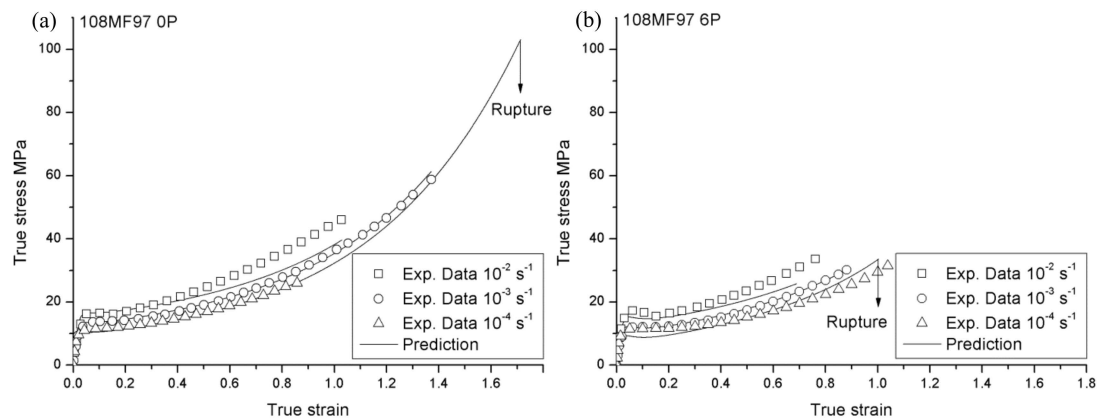 (a)
108MF97 0P
100
80
60
40
20
0
True stress MPa
Rupture
Exp. Data 10⁻² s⁻¹
Exp. Data 10⁻³ s⁻¹
Exp. Data 10⁻⁴ s⁻¹
Prediction
0.0 0.2 0.4 0.6 0.8 1.0 1.2 1.4 1.6
True strain
(b)
108MF97 6P
100
80
60
40
20
0
True stress MPa
Exp. Data 10⁻² s⁻¹
Exp. Data 10⁻³ s⁻¹
Exp. Data 10⁻⁴ s⁻¹
Prediction
Rupture
0.0 0.2 0.4 0.6 0.8 1.0 1.2 1.4 1.6 1.8
True strain